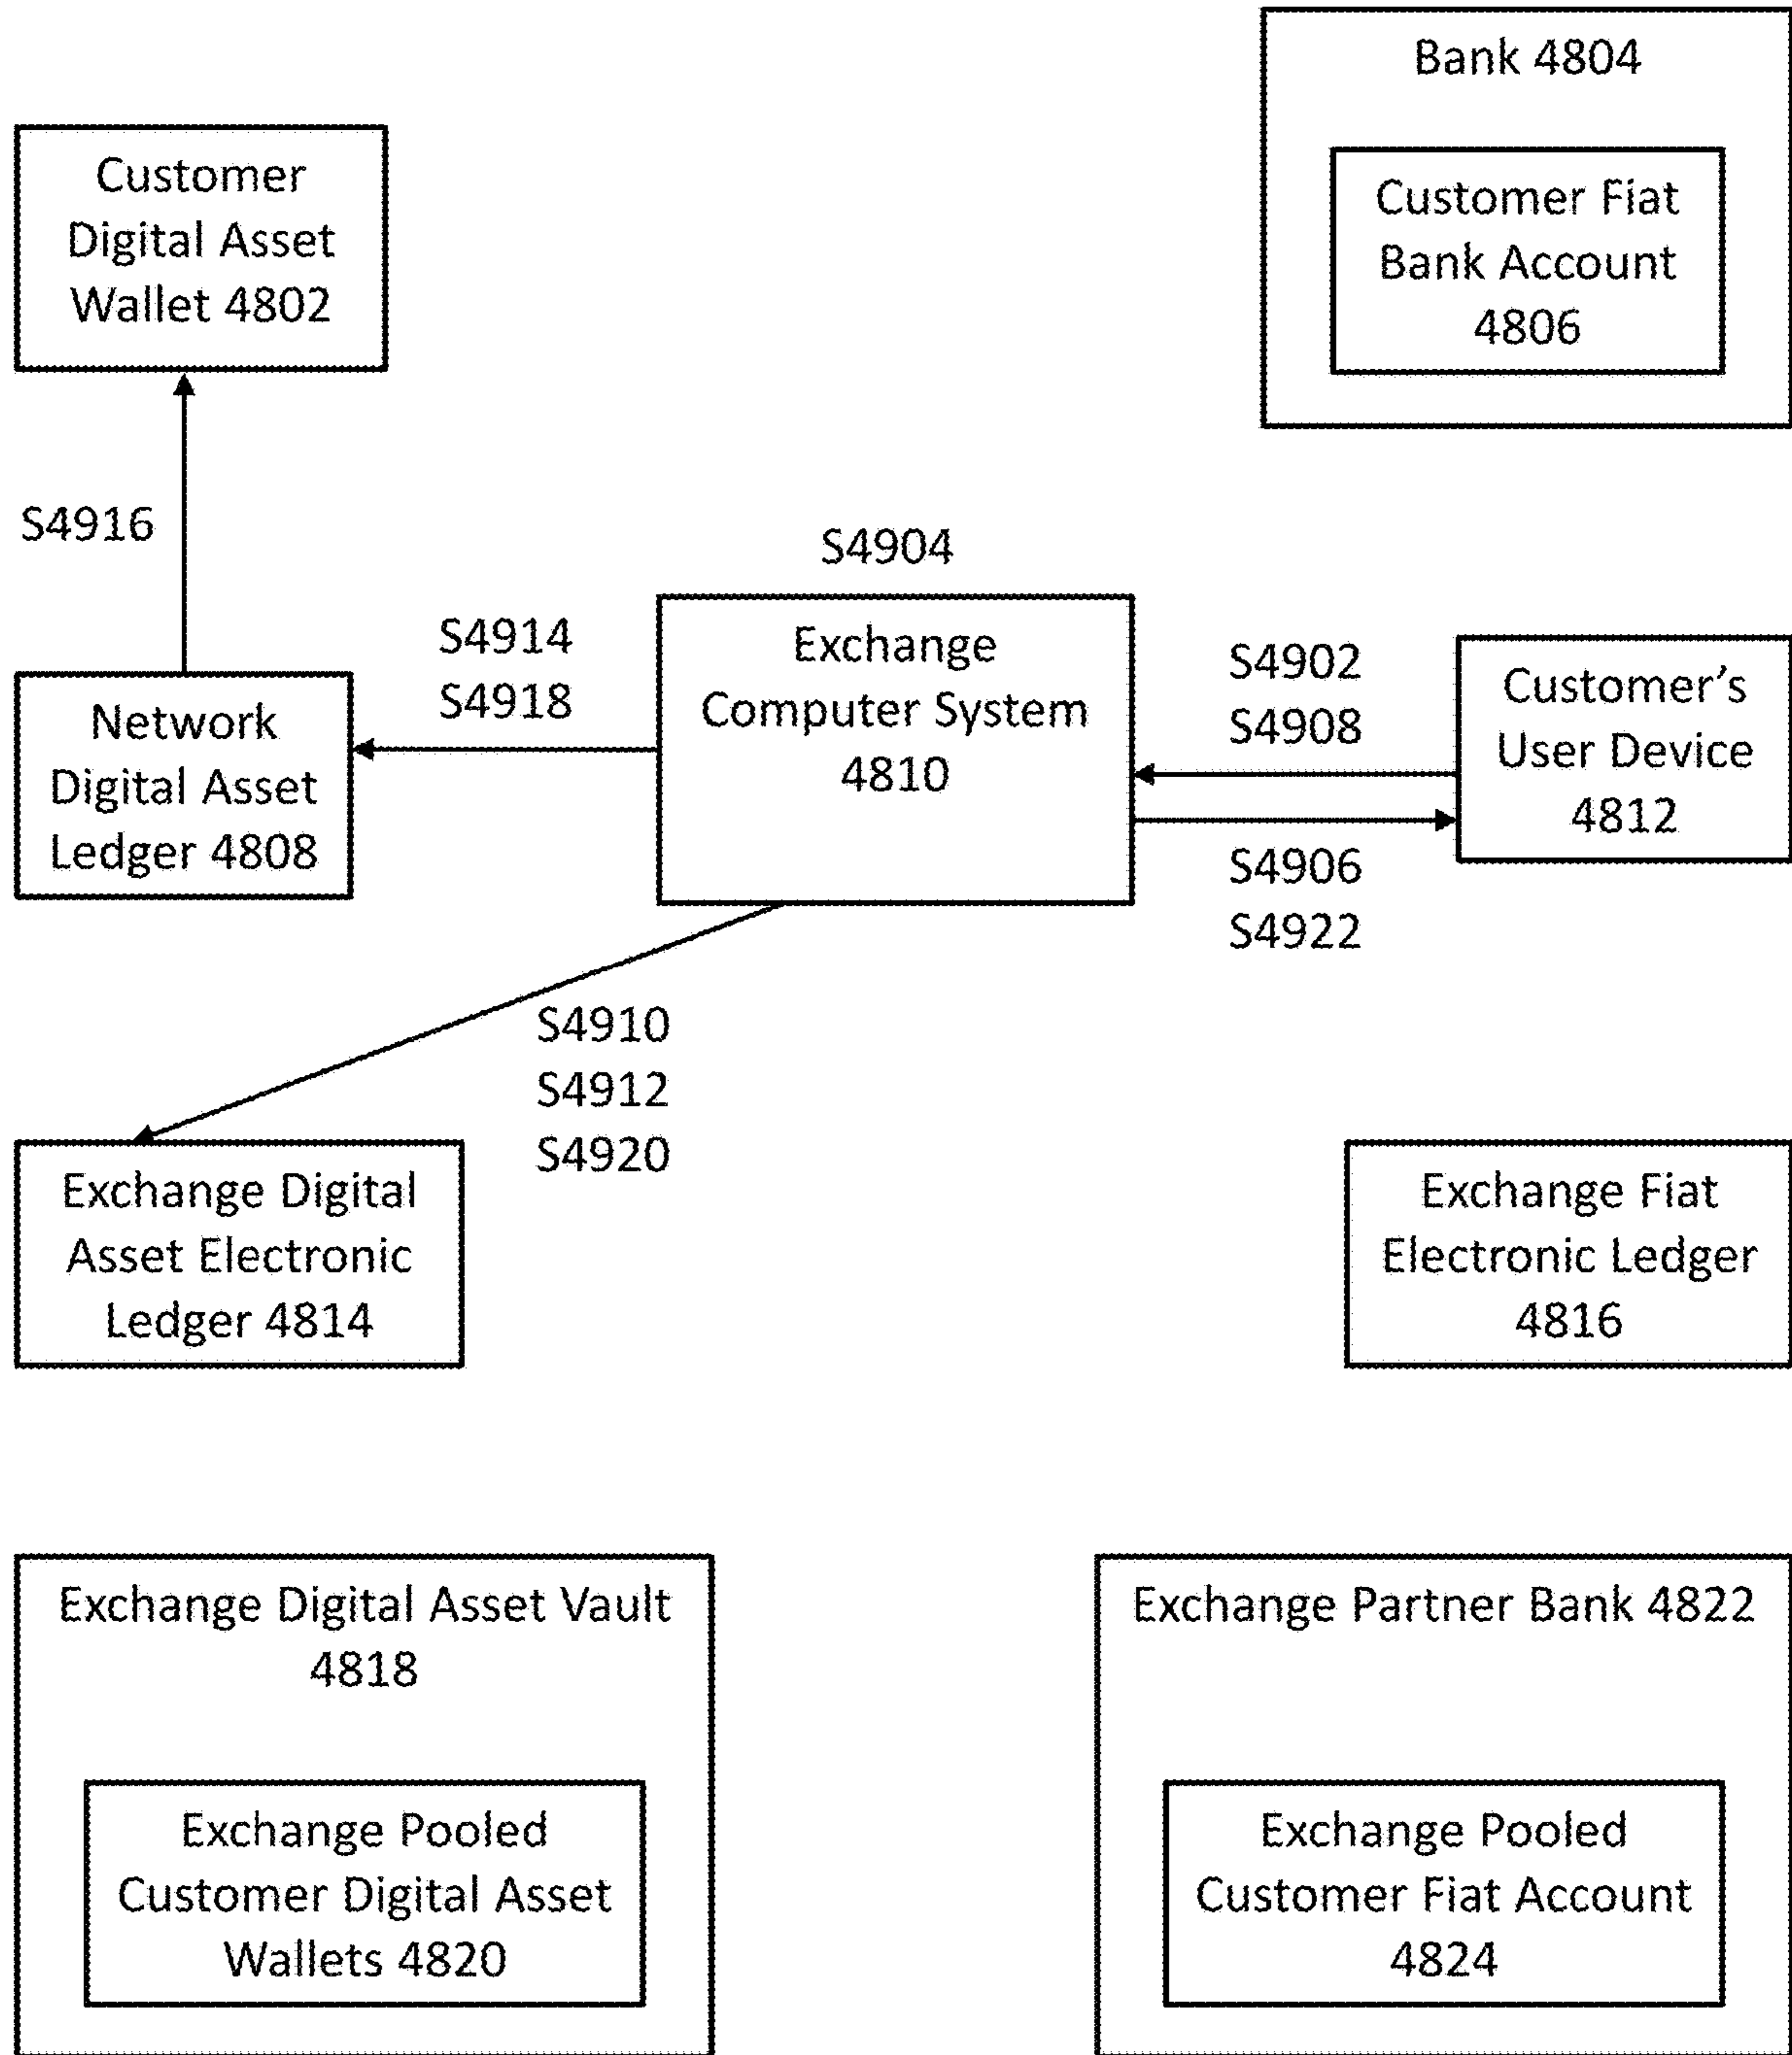 Bank 4804
Customer
Digital Asset
Wallet 4802
Customer Fiat
Bank Account
4806
S4916
S4904
S4914
S4918
Exchange
Computer System
4810
S4902
S4908
Customer's
User Device
4812
Network
Digital Asset
Ledger 4808
S4906
S4922
S4910
S4912
S4920
Exchange Digital
Asset Electronic
Ledger 4814
Exchange Fiat
Electronic Ledger
4816
Exchange Digital Asset Vault
4818
Exchange Pooled
Customer Digital Asset
Wallets 4820
Exchange Partner Bank 4822
Exchange Pooled
Customer Fiat Account
4824